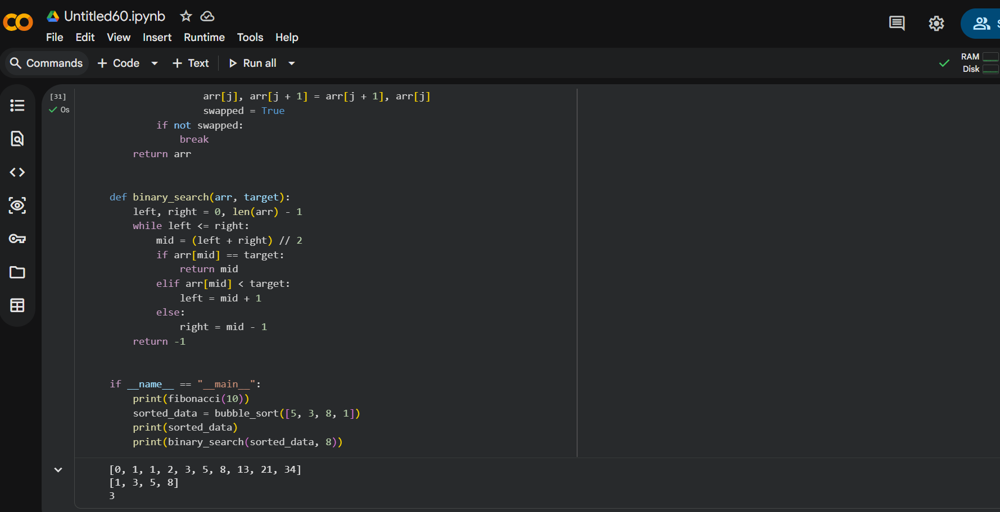 Untitled60.ipynb
File Edit View Insert Runtime Tools Help
Commands + Code + Text Run all
RAM
Disk
[31]
0s
                arr[j], arr[j + 1] = arr[j + 1], arr[j]
                swapped = True
        if not swapped:
            break
    return arr
def binary_search(arr, target):
    left, right = 0, len(arr) - 1
    while left <= right:
        mid = (left + right) // 2
        if arr[mid] == target:
            return mid
        elif arr[mid] < target:
            left = mid + 1
        else:
            right = mid - 1
    return -1
if __name__ == "__main__":
    print(fibonacci(10))
    sorted_data = bubble_sort([5, 3, 8, 1])
    print(sorted_data)
    print(binary_search(sorted_data, 8))
[0, 1, 1, 2, 3, 5, 8, 13, 21, 34]
[1, 3, 5, 8]
3